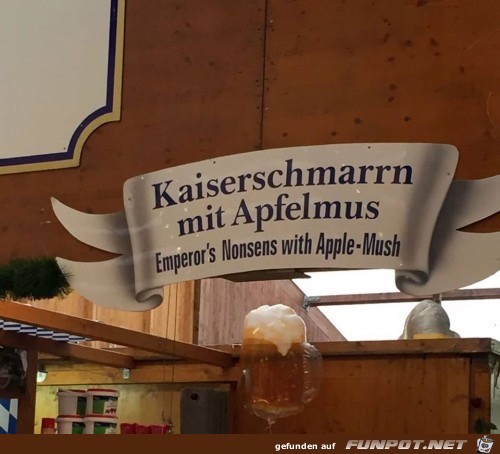 Kaiserschmarrn
mit Apfelmus
Emperor's Nonsens with Apple-Mush
gefunden auf FUNPOT.NET